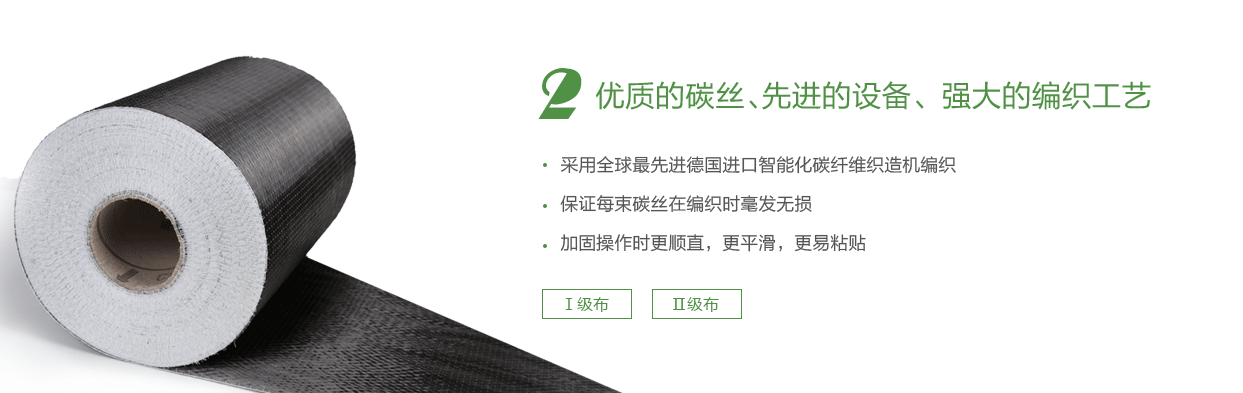 2 优质的碳丝、先进的设备、强大的编织工艺
• 采用全球最先进德国进口智能化碳纤维织造机编织
• 保证每束碳丝在编织时毫发无损
• 加固操作时更顺直，更平滑，更易粘贴
Ⅰ级布 Ⅱ级布